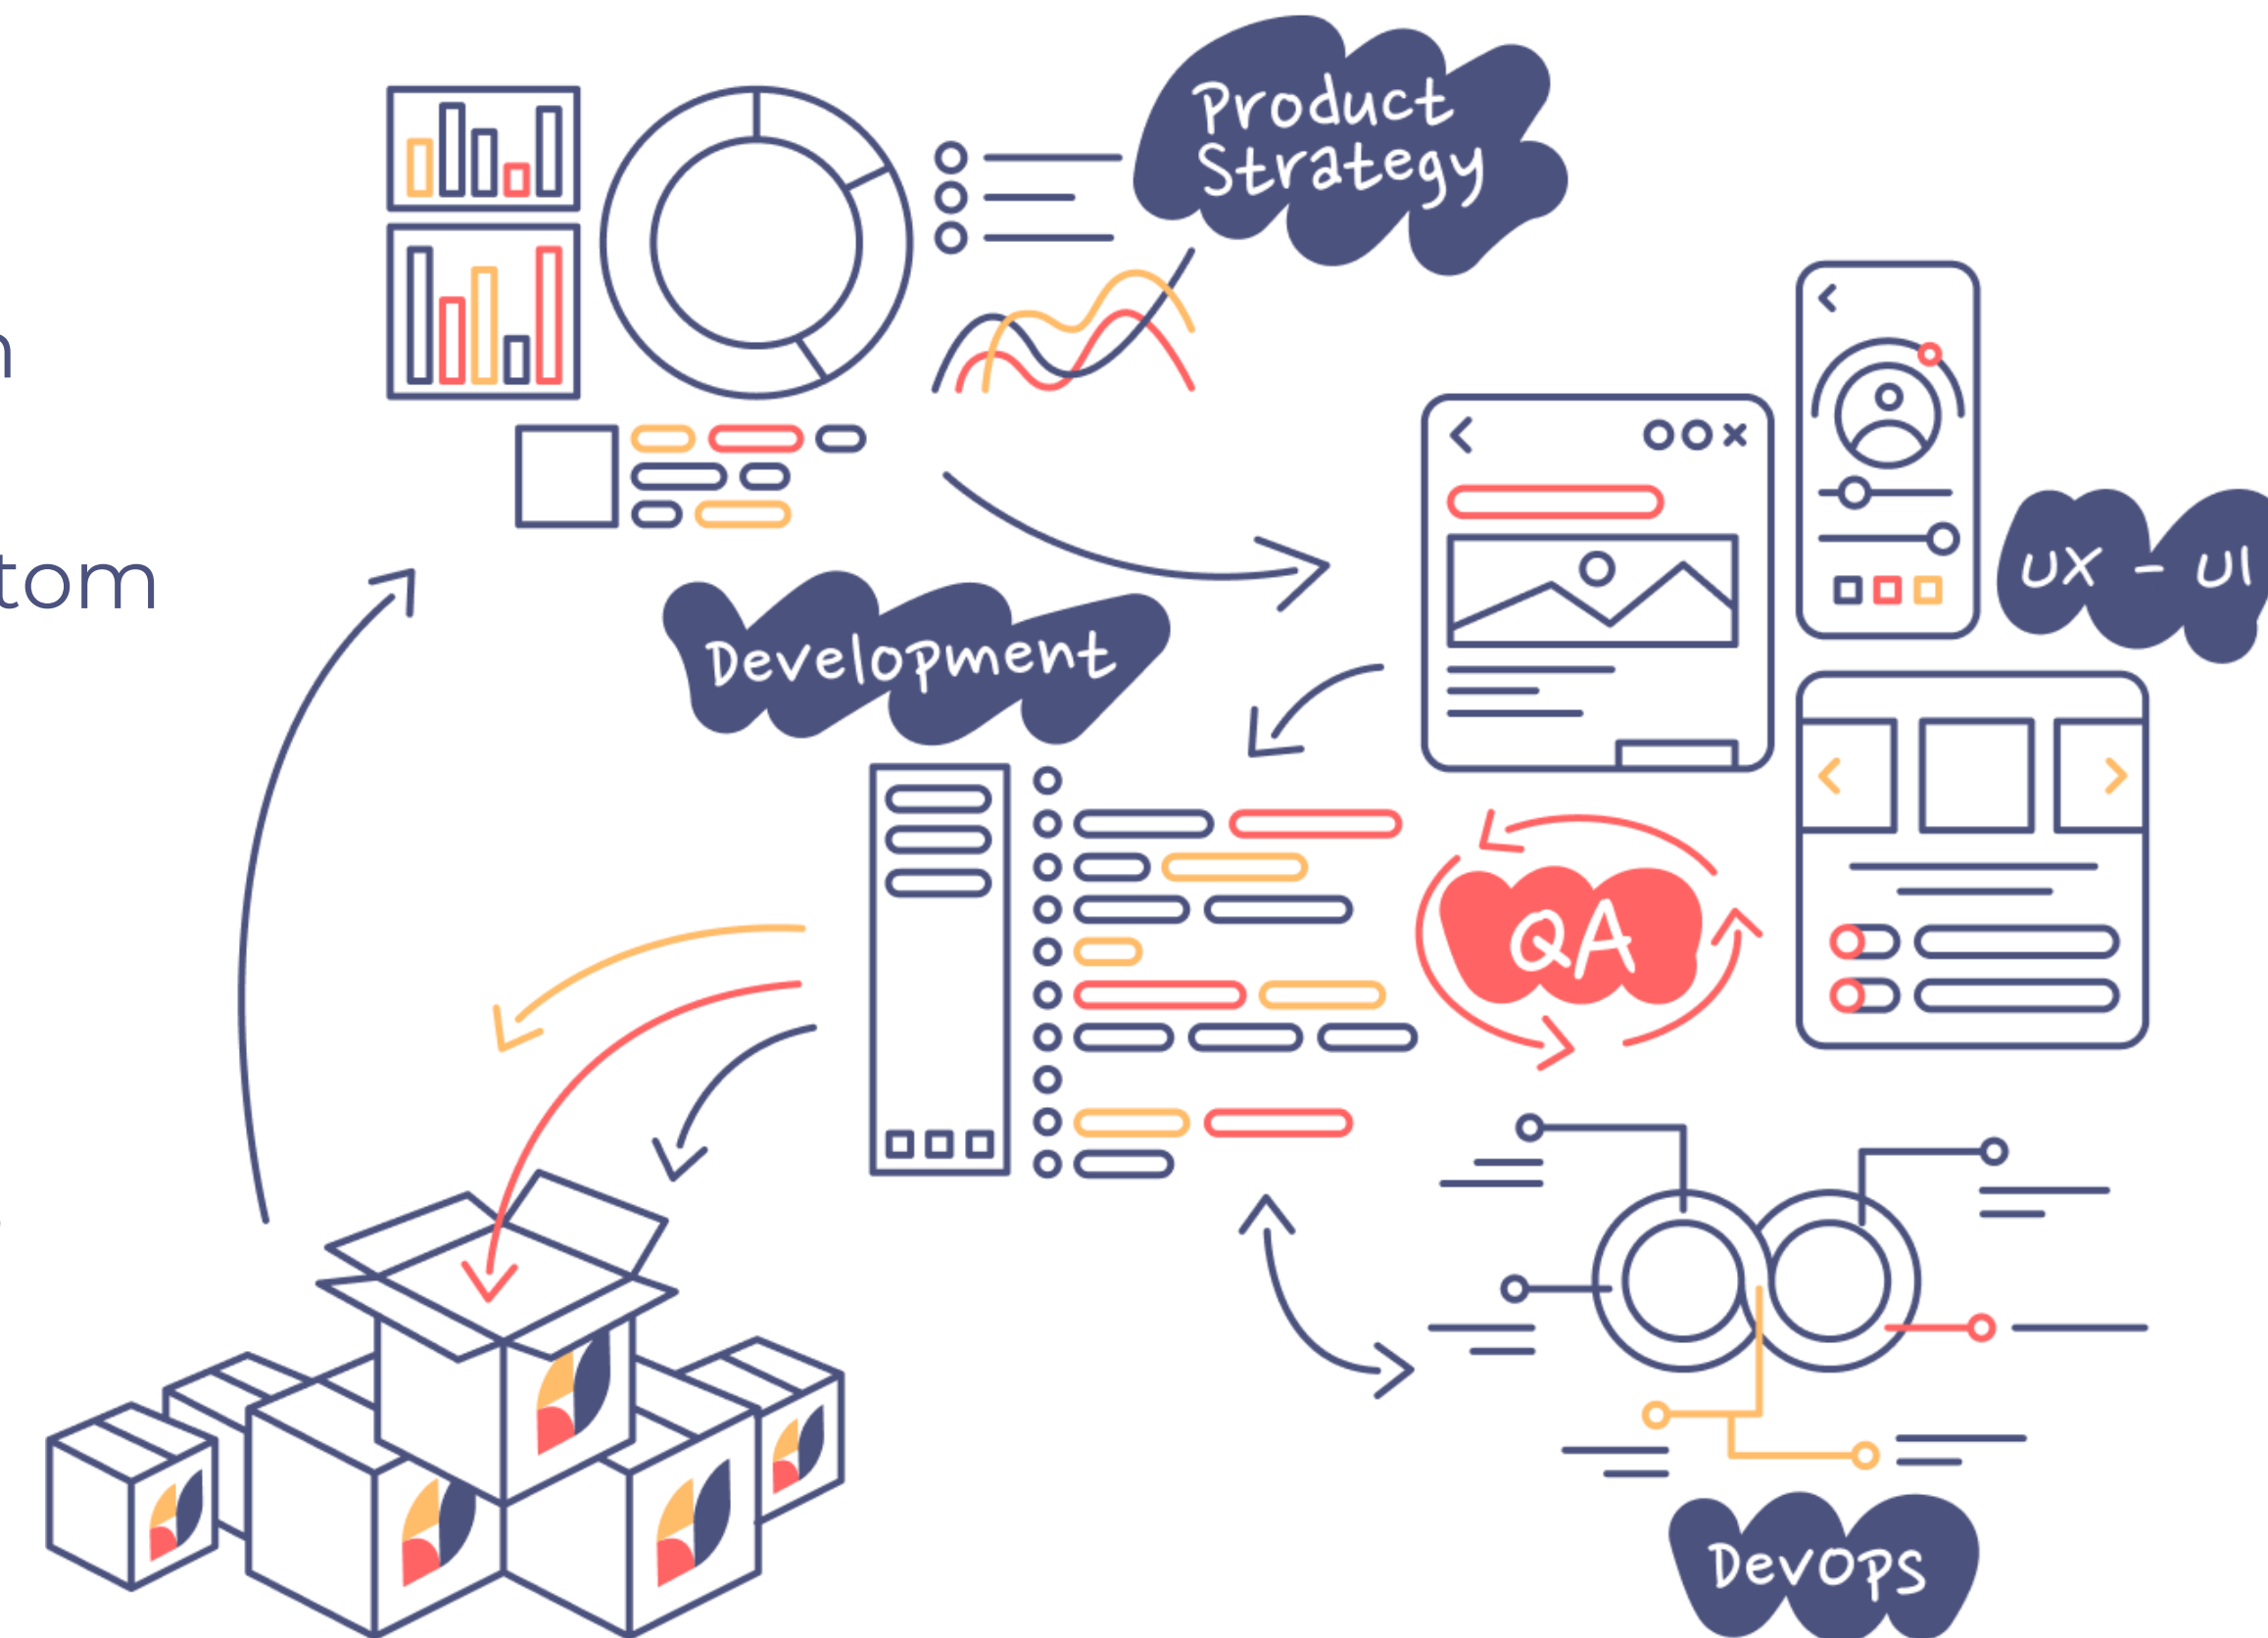 Product
Strategy
tom
UX - UI
Development
QA
Devops